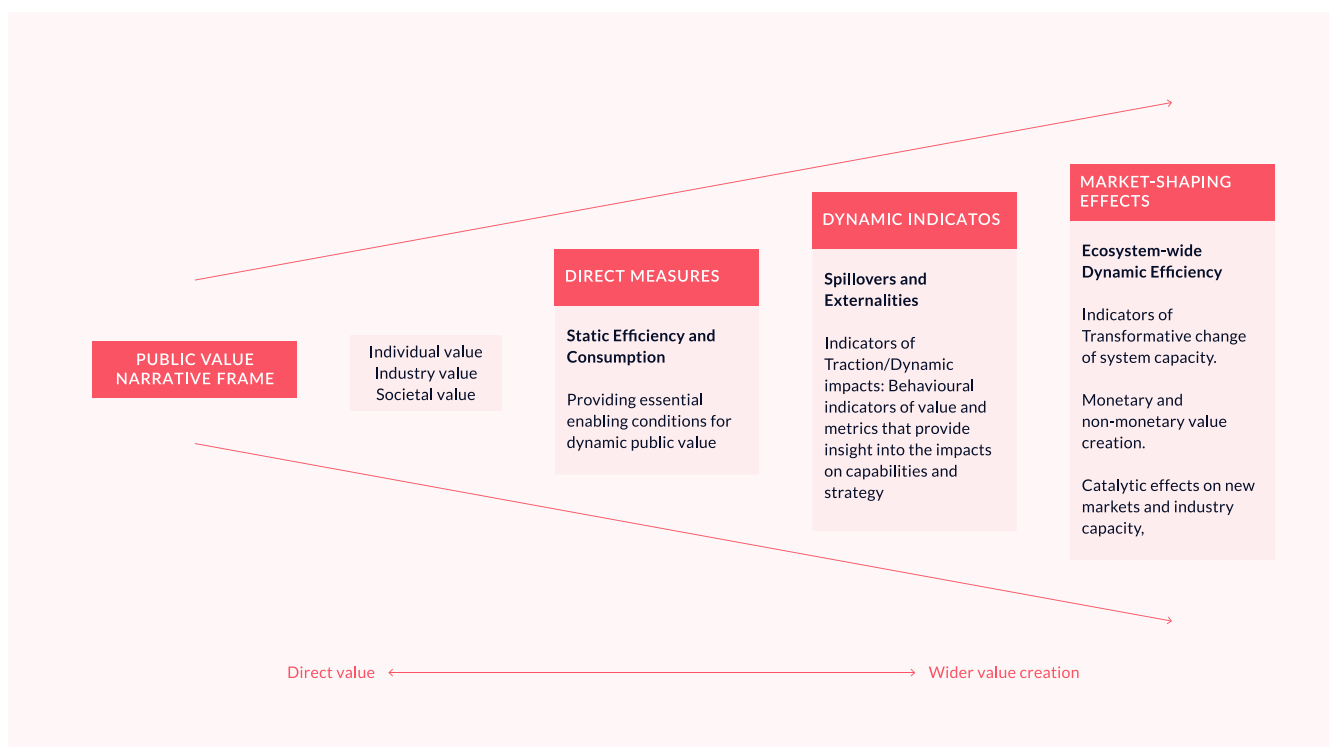 PUBLIC VALUE
NARRATIVE FRAME
Individual value
Industry value
Societal value
DIRECT MEASURES
Static Efficiency and
Consumption
Providing essential
enabling conditions for
dynamic public value
DYNAMIC INDICATOS
Spillovers and
Externalities
Indicators of
Traction/Dynamic
impacts: Behavioural
indicators of value and
metrics that provide
insight into the impacts
on capabilities and
strategy
MARKET-SHAPING
EFFECTS
Ecosystem-wide
Dynamic Efficiency
Indicators of
Transformative change
of system capacity.
Monetary and
non-monetary value
creation.
Catalytic effects on new
markets and industry
capacity,
Direct value
Wider value creation